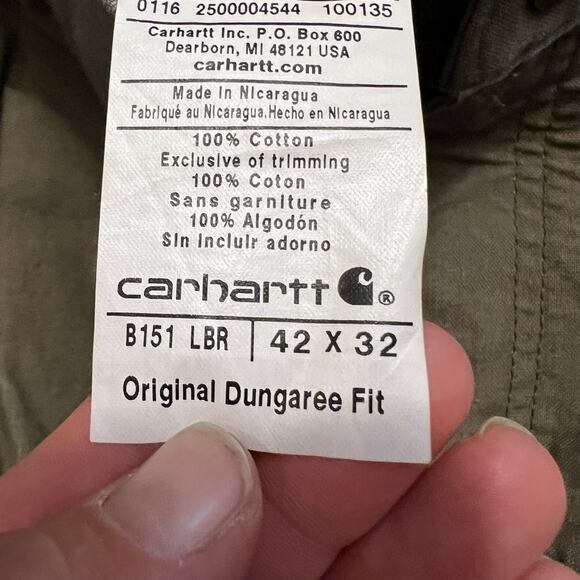 0116 2500004544 100135
Carhartt Inc. P.O. Box 600
Dearborn, MI 48121 USA
carhartt.com
Made in Nicaragua
Fabriqué au Nicaragua.Hecho en Nicaragua
100% Cotton
Exclusive of trimming
100% Coton
Sans garniture
100% Algodón
Sin incluir adorno
carhartt ®
B151 LBR 42 X 32
Original Dungaree Fit